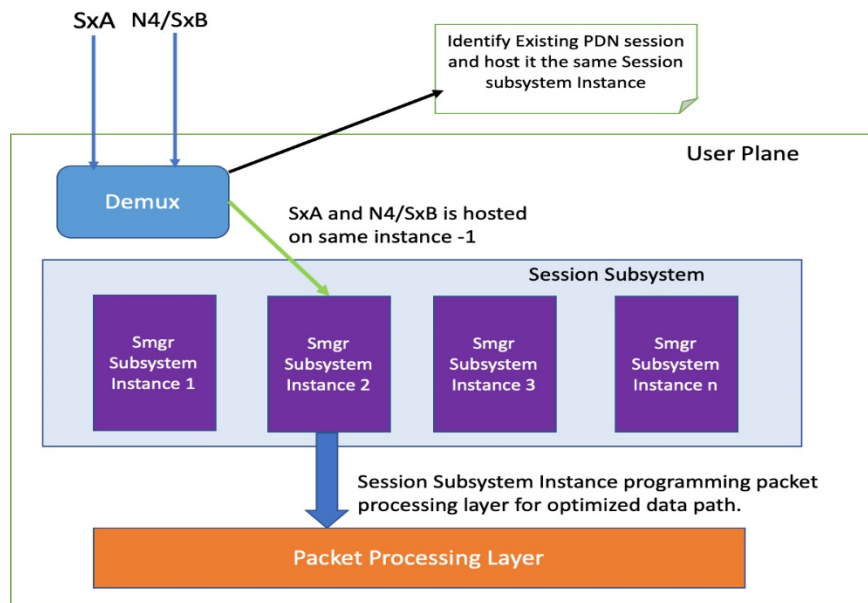 SxA
N4/SxB
Identify Existing PDN session
and host it the same Session
subsystem Instance
User Plane
Demux
SxA and N4/SxB is hosted
on same instance -1
Session Subsystem
Smgr
Subsystem
Instance 1
Smgr
Subsystem
Instance 2
Smgr
Subsystem
Instance 3
Smgr
Subsystem
Instance n
Session Subsystem Instance programming packet
processing layer for optimized data path.
Packet Processing Layer